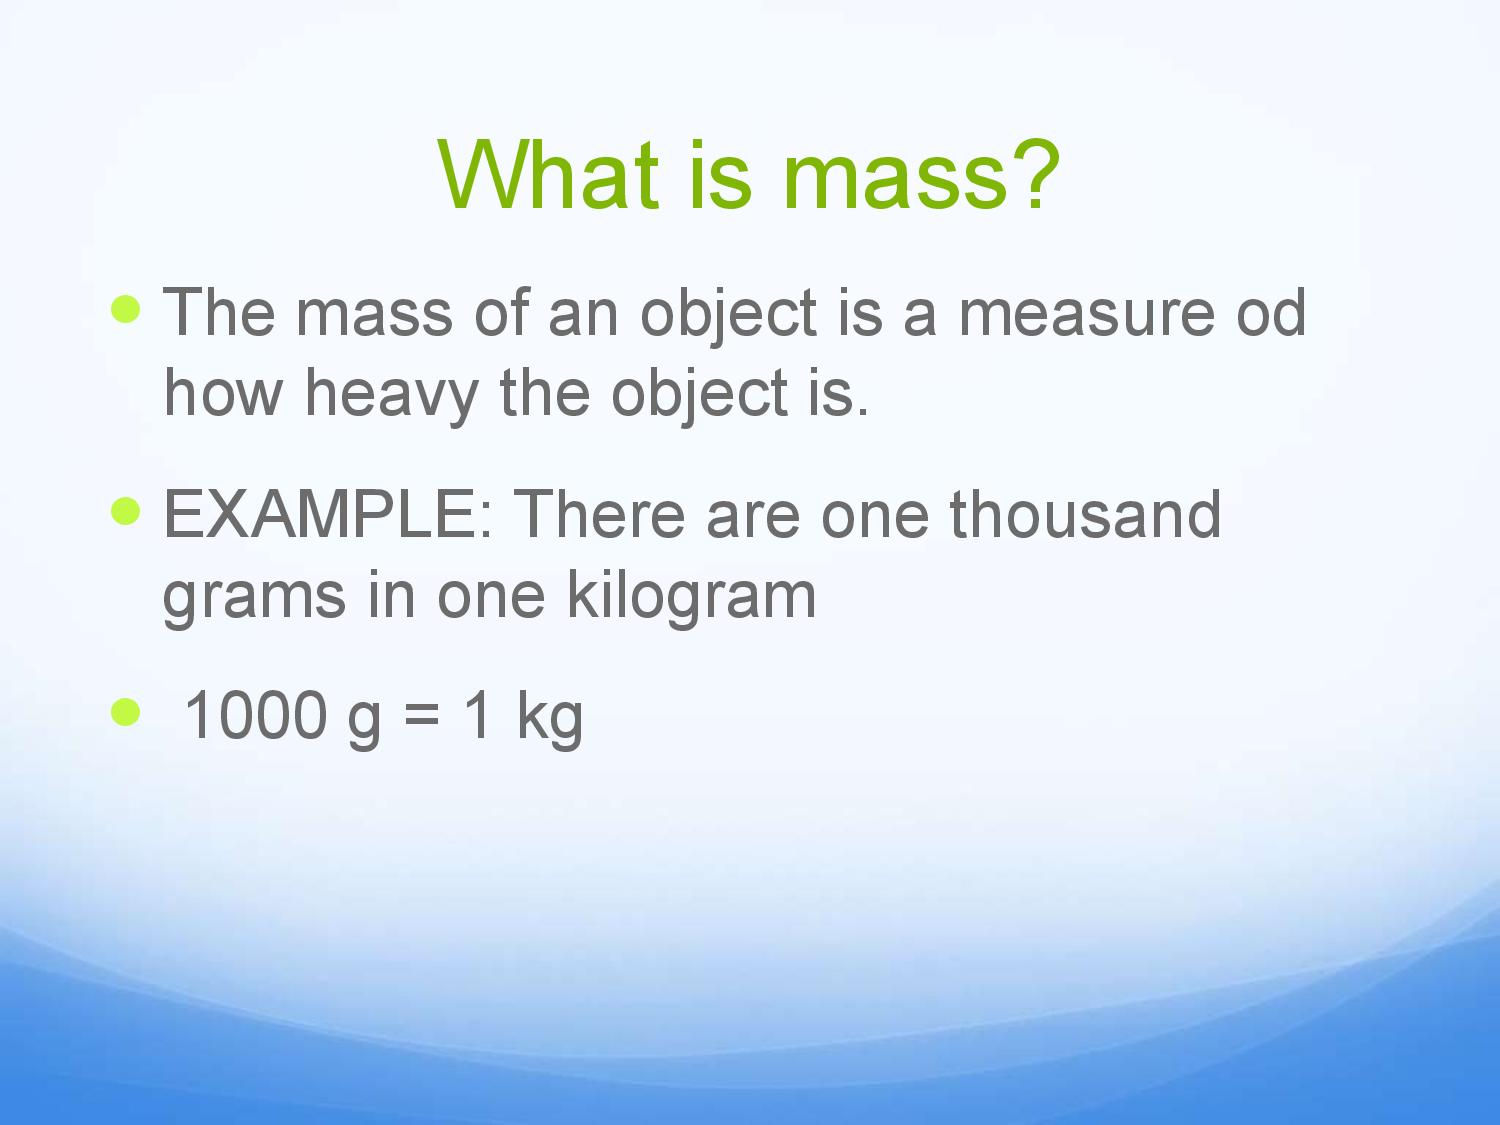 What is mass?
The mass of an object is a measure od
how heavy the object is.
EXAMPLE: There are one thousand
grams in one kilogram
1000 g = 1 kg